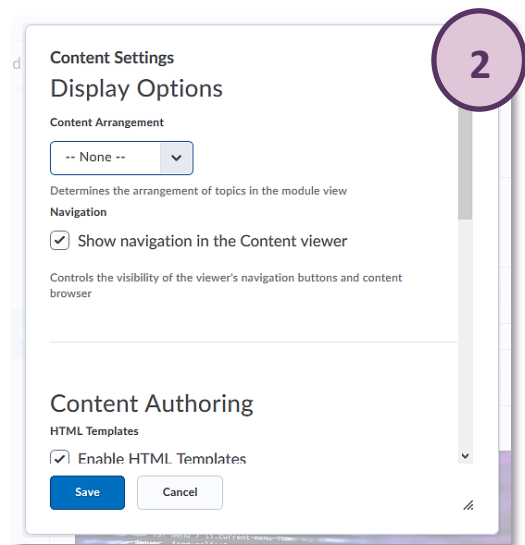 2
Content Settings
Display Options
Content Arrangement
-- None --
Determines the arrangement of topics in the module view
Navigation
Show navigation in the Content viewer
Controls the visibility of the viewer's navigation buttons and content
browser
Content Authoring
HTML Templates
Enable HTML Templates
Save
Cancel